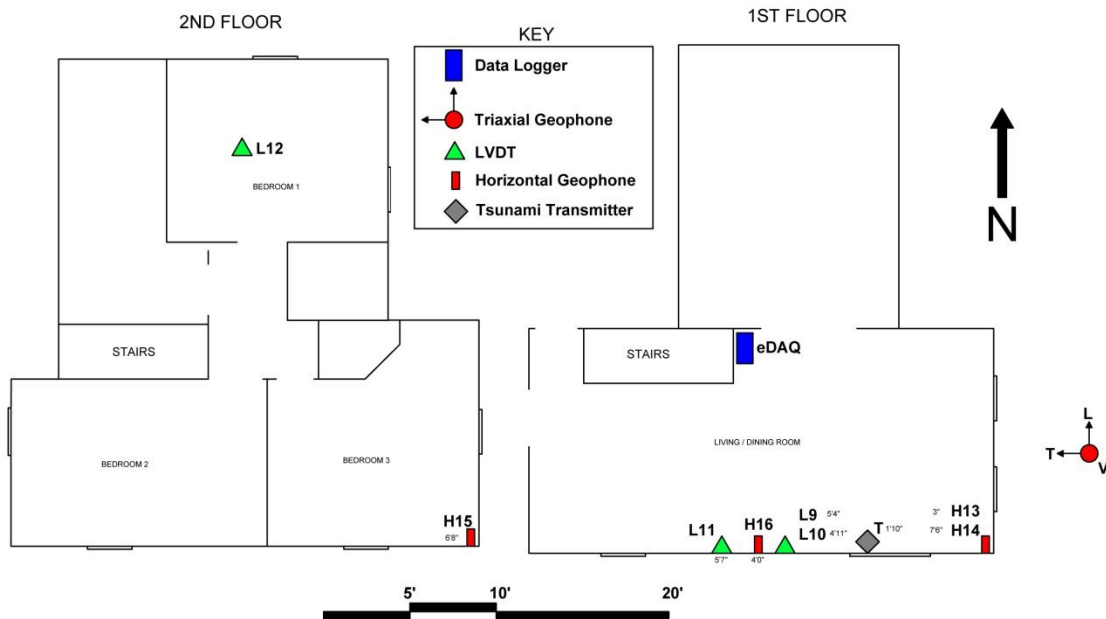 2ND FLOOR
1ST FLOOR
KEY
Data Logger
Triaxial Geophone
LVDT
Horizontal Geophone
Tsunami Transmitter
N
L12
BEDROOM 1
STAIRS
BEDROOM 2
BEDROOM 3
H15
6'8"
STAIRS
eDAQ
LIVING / DINING ROOM
L
T
V
L11
5'7"
H16
4'0"
L9 5'4"
L10 4'11"
T 1'10"
3" H13
7'6" H14
5' 10' 20'